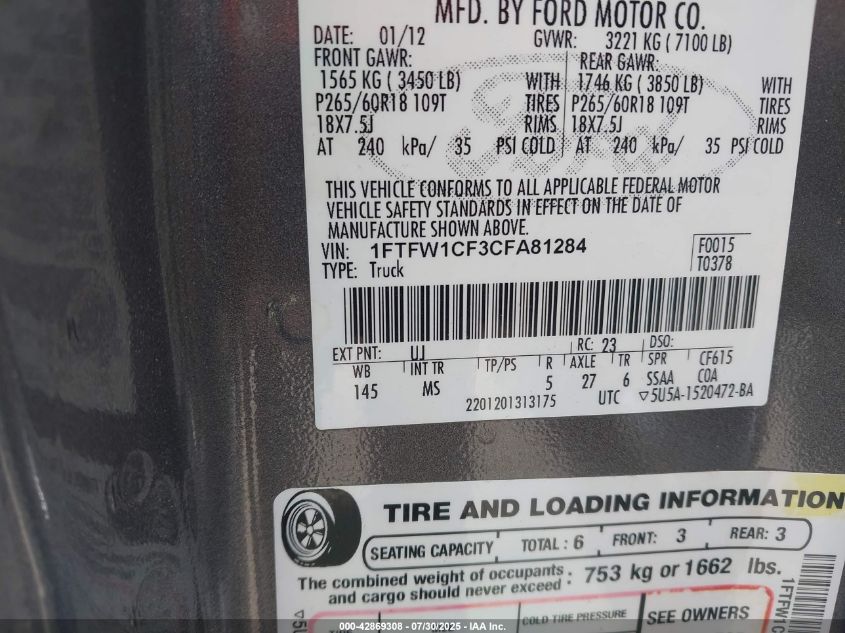 MFD. BY FORD MOTOR CO.
DATE: 01/12 GVWR: 3221 KG ( 7100 LB)
FRONT GAWR: REAR GAWR:
1565 KG ( 3450 LB) WITH 1746 KG ( 3850 LB) WITH
P265/60R18 109T TIRES P265/60R18 109T TIRES
18X7.5J RIMS 18X7.5J RIMS
AT 240 kPa/ 35 PSI COLD AT 240 kPa/ 35 PSI COLD
Ford
THIS VEHICLE CONFORMS TO ALL APPLICABLE FEDERAL MOTOR
VEHICLE SAFETY STANDARDS IN EFFECT ON THE DATE OF
MANUFACTURE SHOWN ABOVE.
VIN: 1FTFW1CF3CFA81284 F0015
TYPE: Truck T0378
EXT PNT: UJ RC: 23 DSO:
WB INT TR TP/PS R AXLE TR SPR CF615
145 MS 5 27 6 SSAA COA
2201201313175 UTC ▽5U5A-1520472-BA
TIRE AND LOADING INFORMATION
SEATING CAPACITY TOTAL : 6 FRONT: 3 REAR: 3
The combined weight of occupants : 753 kg or 1662 lbs.
and cargo should never exceed :
COLD TIRE PRESSURE SEE OWNERS
1FTFW1C
▽5U
000-42869308 - 07/30/2025 - IAA Inc.